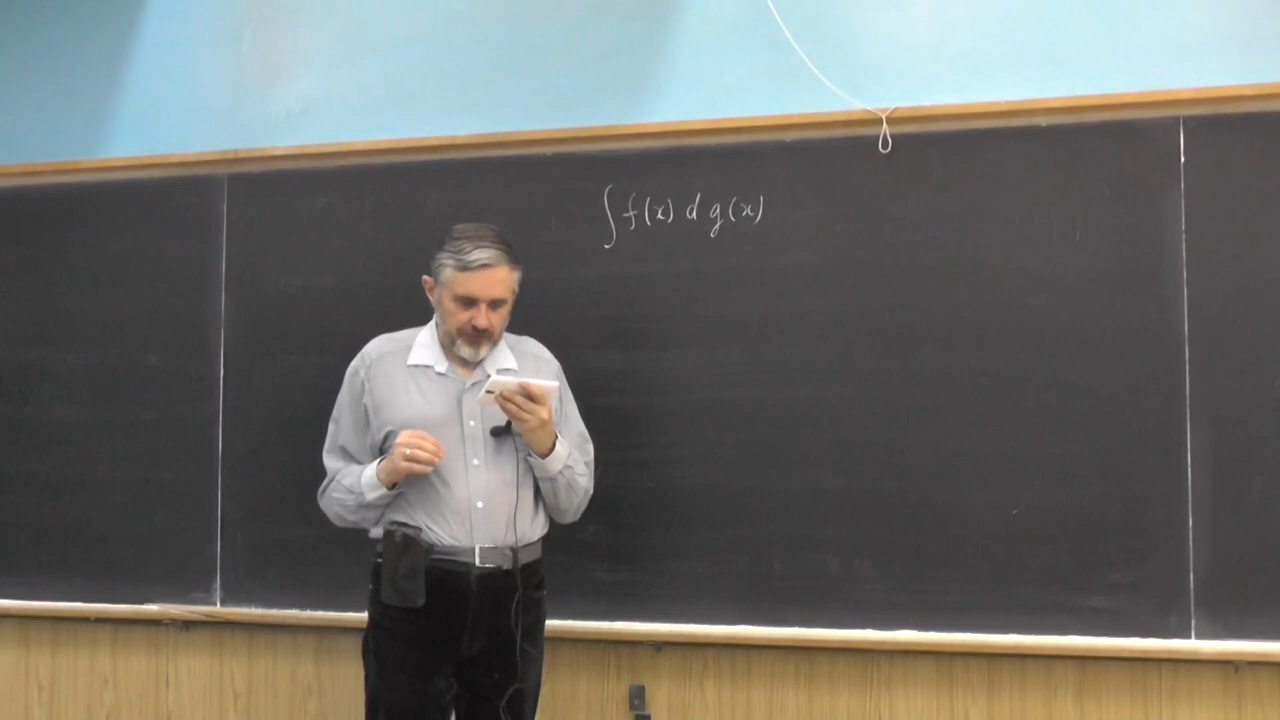 ∫ f(x) d g(x)